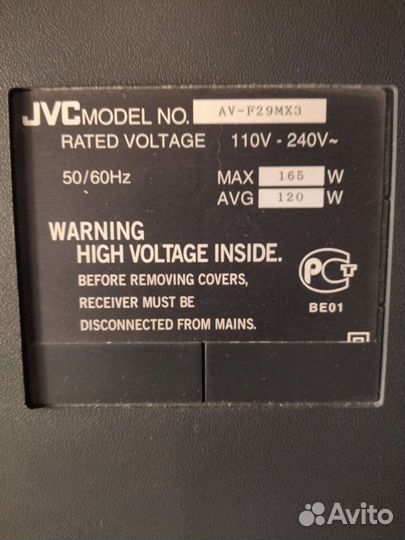 JVC MODEL NO. AV-F29MX3
RATED VOLTAGE 110V - 240V~
50/60Hz MAX 165 W
AVG 120 W
WARNING
HIGH VOLTAGE INSIDE.
BEFORE REMOVING COVERS,
RECEIVER MUST BE
DISCONNECTED FROM MAINS.
РСТ
BE01
Avito